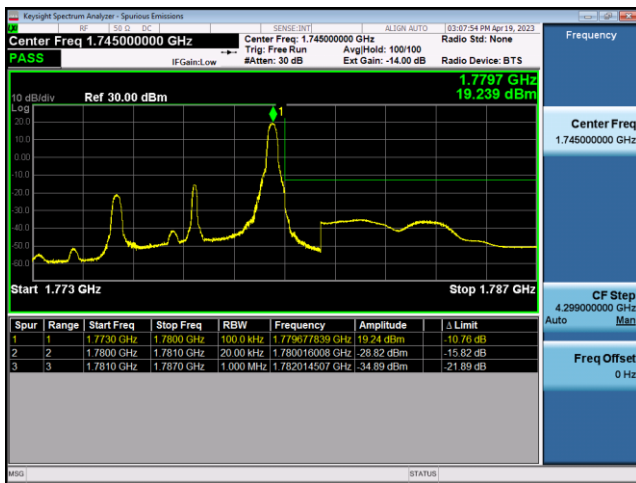 Keysight Spectrum Analyzer - Spurious Emissions
RF 50 Ω DC SENSE:INT ALIGN AUTO 03:07:54 PM Apr 19, 2023
Center Freq 1.745000000 GHz
Center Freq: 1.745000000 GHz
Radio Std: None
Trig: Free Run Avg|Hold: 100/100
PASS IFGain:Low #Atten: 30 dB Ext Gain: -14.00 dB Radio Device: BTS
1.7797 GHz
10 dB/div Ref 30.00 dBm 19.239 dBm
Log
1
20.0
10.0
0.00
-10.0
-20.0
-30.0
-40.0
-50.0
-60.0
Start 1.773 GHz Stop 1.787 GHz
Spur Range Start Freq Stop Freq RBW Frequency Amplitude Δ Limit
1 1 1.7730 GHz 1.7800 GHz 100.0 kHz 1.779677839 GHz 19.24 dBm -10.76 dB
2 2 1.7800 GHz 1.7810 GHz 20.00 kHz 1.780016008 GHz -28.82 dBm -15.82 dB
3 3 1.7810 GHz 1.7870 GHz 1.000 MHz 1.782014507 GHz -34.89 dBm -21.89 dB
MSG STATUS
Frequency
Center Freq
1.745000000 GHz
CF Step
4.299000000 GHz
Auto Man
Freq Offset
0 Hz